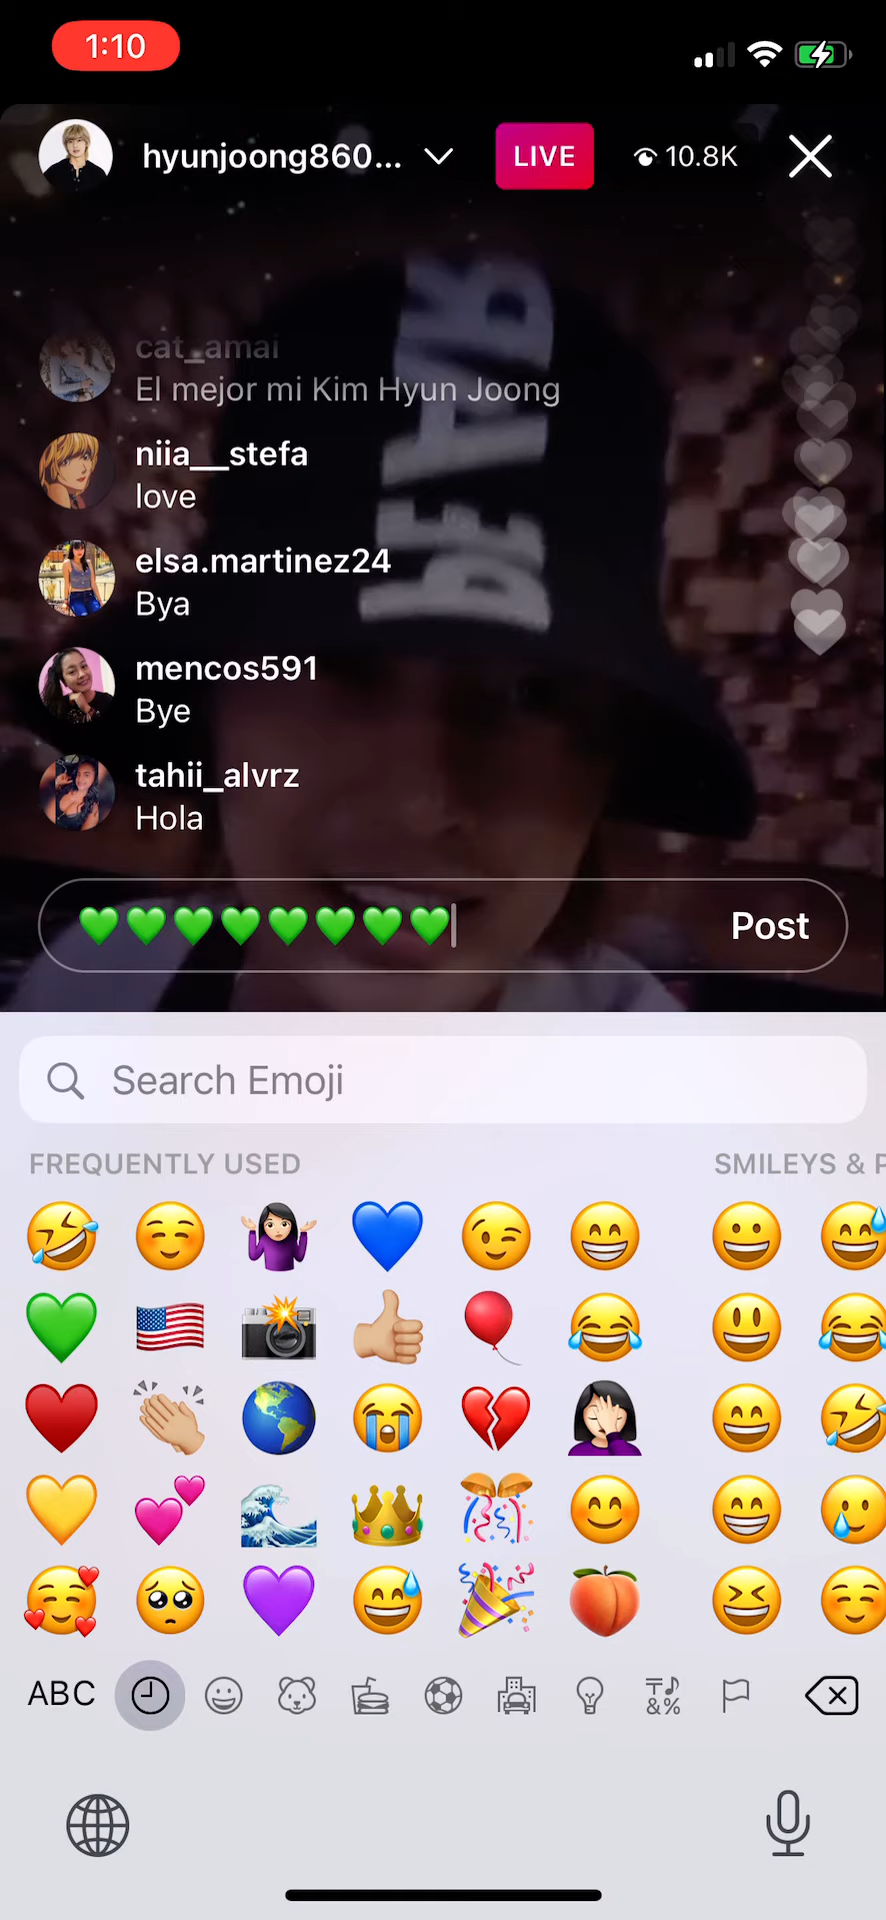 1:10
hyunjoong860...
LIVE
10.8K
cat_amai
El mejor mi Kim Hyun Joong
niia__stefa
love
elsa.martinez24
Bya
mencos591
Bye
tahii_alvrz
Hola
💚💚💚💚💚💚💚💚
Post
Search Emoji
FREQUENTLY USED
SMILEYS & P
ABC